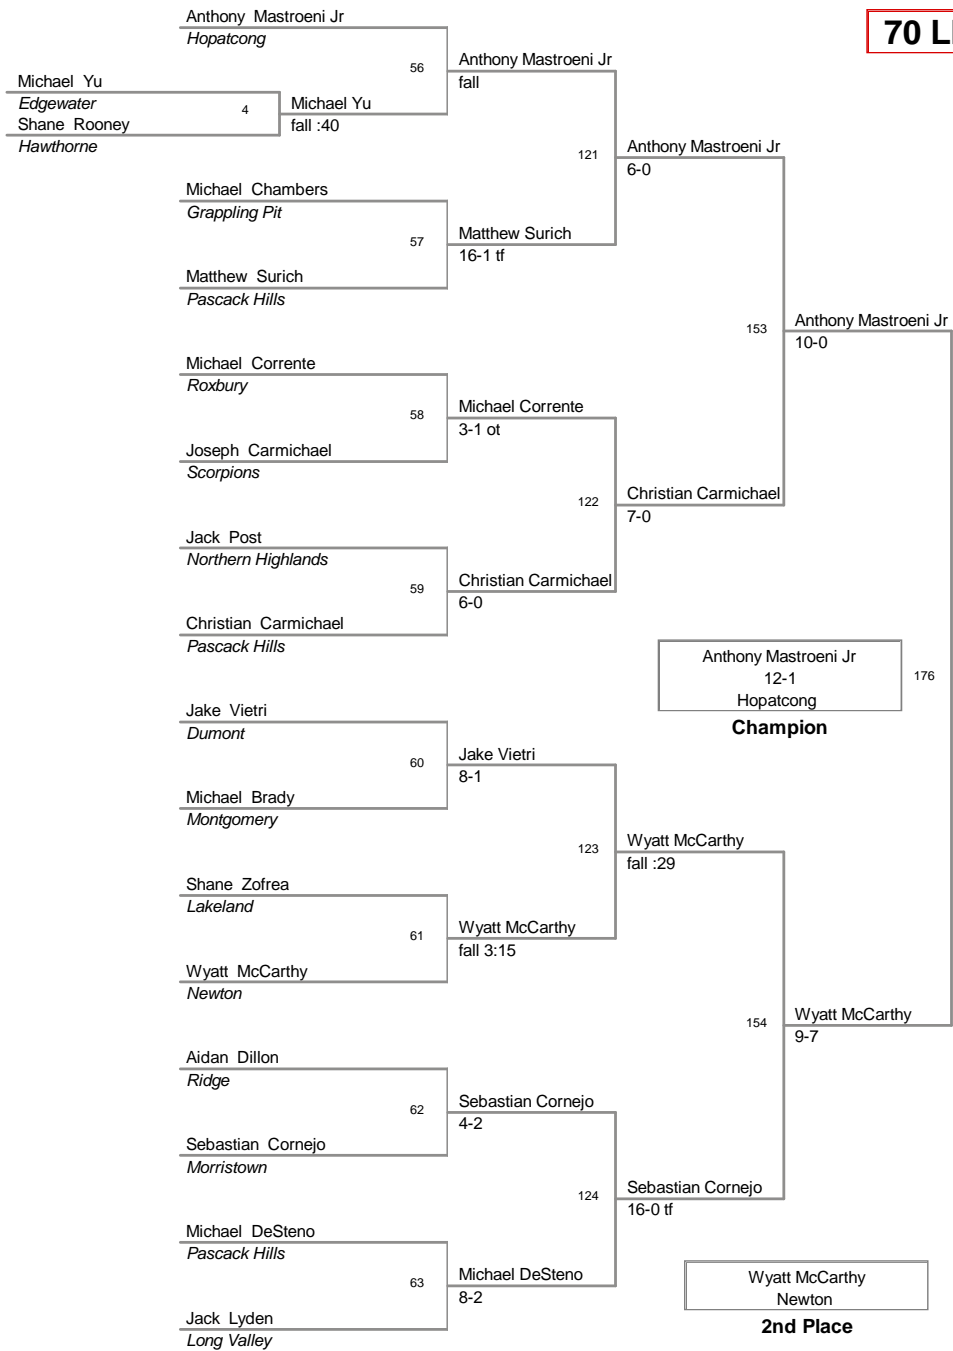 Anthony Mastroeni Jr
Hopatcong
70 L
56
Anthony Mastroeni Jr
fall
Michael Yu
Edgewater
4
Michael Yu
fall :40
Shane Rooney
Hawthorne
121
Anthony Mastroeni Jr
6-0
Michael Chambers
Grappling Pit
57
Matthew Surich
16-1 tf
Matthew Surich
Pascack Hills
153
Anthony Mastroeni Jr
10-0
Michael Corrente
Roxbury
58
Michael Corrente
3-1 ot
Joseph Carmichael
Scorpions
122
Christian Carmichael
7-0
Jack Post
Northern Highlands
59
Christian Carmichael
6-0
Christian Carmichael
Pascack Hills
Anthony Mastroeni Jr
12-1
Hopatcong
Champion
176
Jake Vietri
Dumont
60
Jake Vietri
8-1
Michael Brady
Montgomery
123
Wyatt McCarthy
fall :29
Shane Zofrea
Lakeland
61
Wyatt McCarthy
fall 3:15
Wyatt McCarthy
Newton
154
Wyatt McCarthy
9-7
Aidan Dillon
Ridge
62
Sebastian Cornejo
4-2
Sebastian Cornejo
Morristown
124
Sebastian Cornejo
16-0 tf
Michael DeSteno
Pascack Hills
63
Michael DeSteno
8-2
Jack Lyden
Long Valley
Wyatt McCarthy
Newton
2nd Place